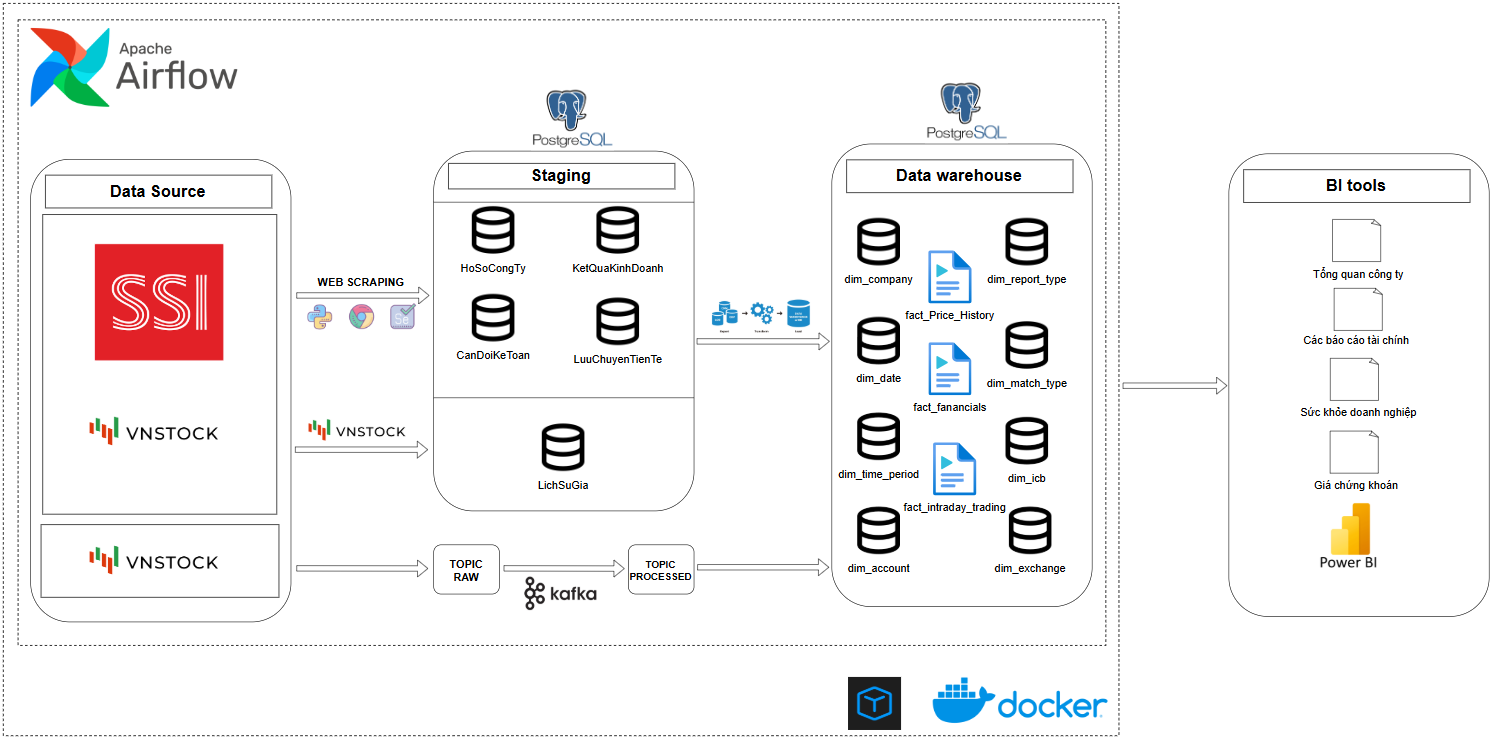 Apache
Airflow
PostgreSQL
PostgreSQL
Data Source
SSI
VNSTOCK
VNSTOCK
WEB SCRAPING
VNSTOCK
Staging
HoSoCongTy
KetQuaKinhDoanh
CanDoiKeToan
LuuChuyenTienTe
LichSuGia
TOPIC
RAW
kafka
TOPIC
PROCESSED
Data warehouse
dim_company
dim_report_type
fact_Price_History
dim_date
dim_match_type
fact_fanancials
dim_time_period
dim_icb
fact_intraday_trading
dim_account
dim_exchange
BI tools
Tổng quan công ty
Các báo cáo tài chính
Sức khỏe doanh nghiệp
Giá chứng khoán
Power BI
docker